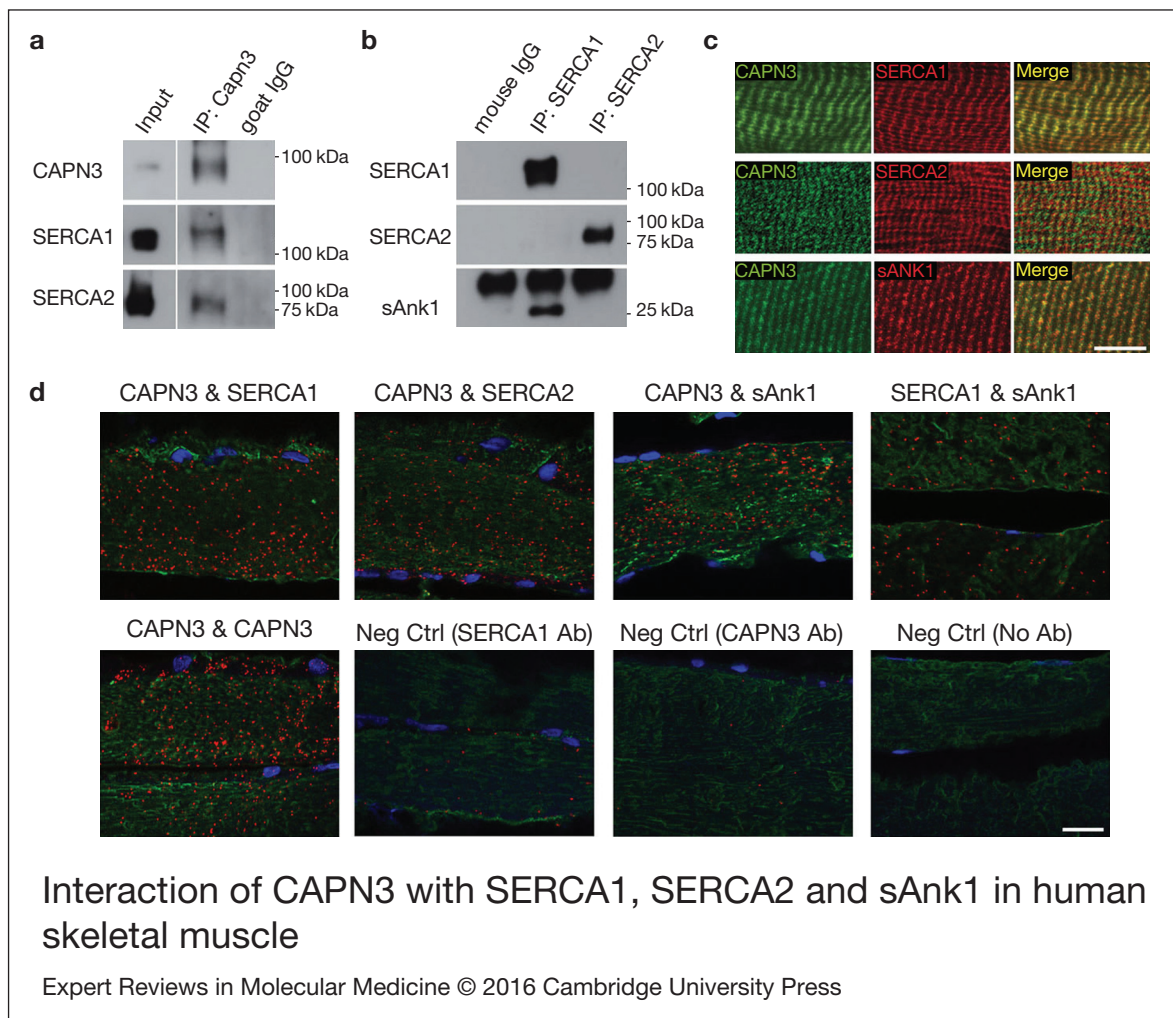 a
Input
IP: Capn3
goat IgG
CAPN3
100 kDa
SERCA1
100 kDa
SERCA2
100 kDa
75 kDa
b
mouse IgG
IP: SERCA1
IP: SERCA2
SERCA1
100 kDa
SERCA2
100 kDa
75 kDa
sAnk1
25 kDa
c
CAPN3 SERCA1 Merge
CAPN3 SERCA2 Merge
CAPN3 sANK1 Merge
d
CAPN3 & SERCA1 CAPN3 & SERCA2 CAPN3 & sAnk1 SERCA1 & sAnk1
CAPN3 & CAPN3 Neg Ctrl (SERCA1 Ab) Neg Ctrl (CAPN3 Ab) Neg Ctrl (No Ab)
Interaction of CAPN3 with SERCA1, SERCA2 and sAnk1 in human
skeletal muscle
Expert Reviews in Molecular Medicine © 2016 Cambridge University Press